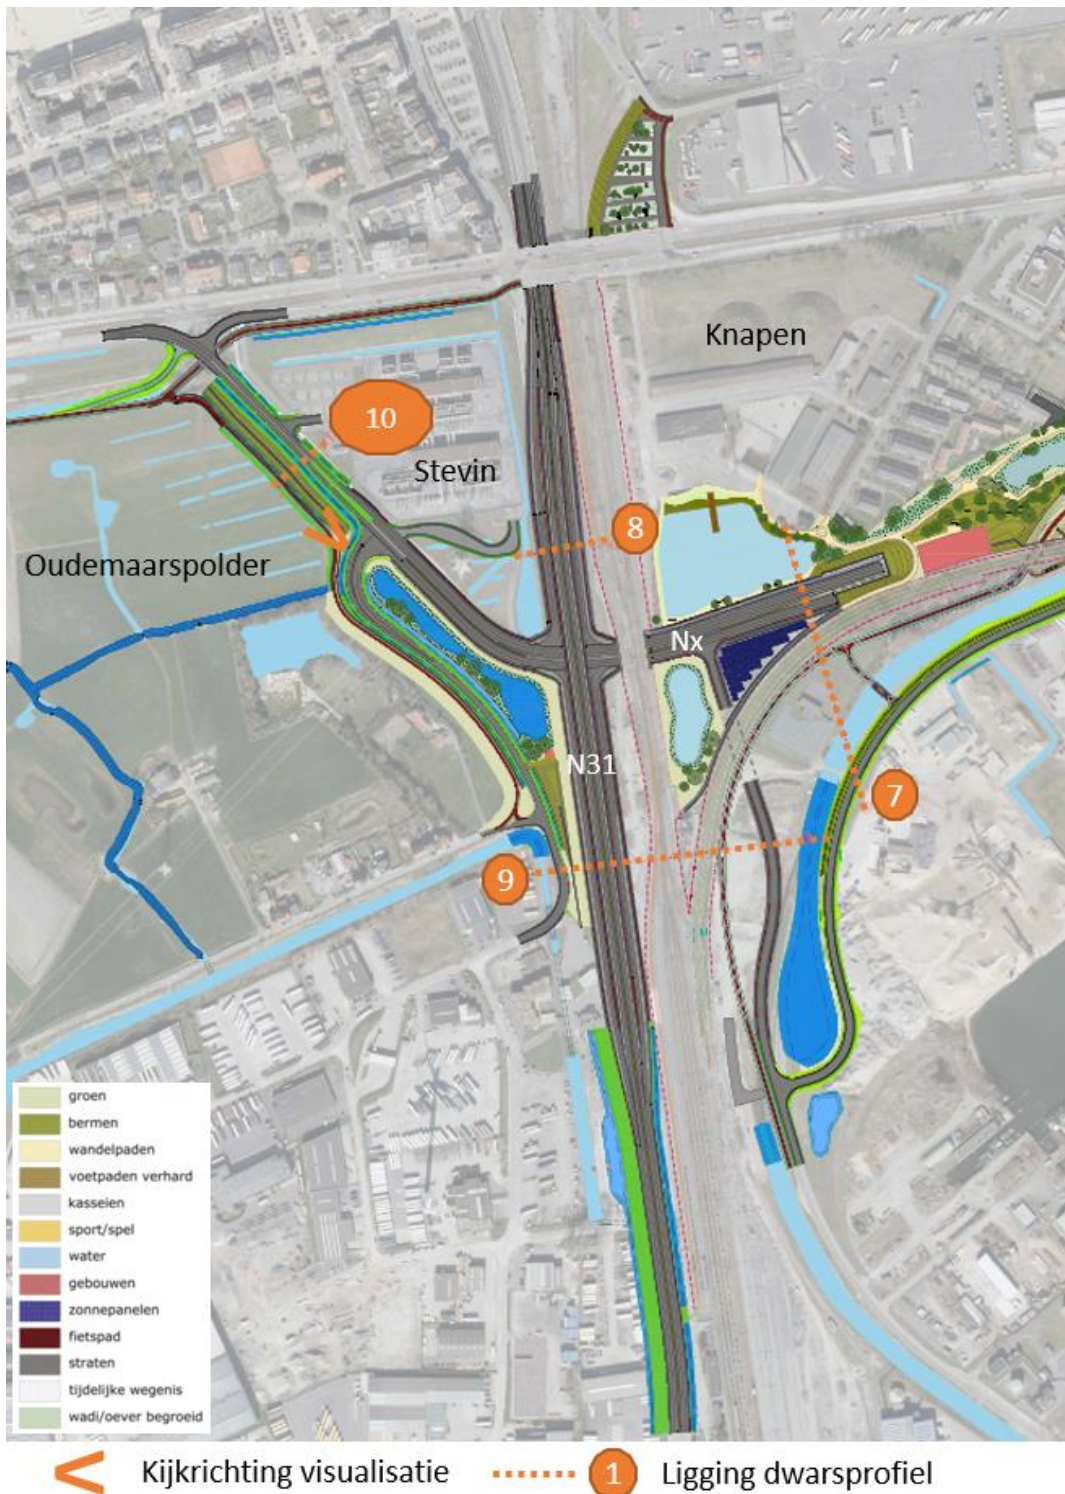 Knapen
10
Stevin
8
Oudemaarspolder
Nx
N31
7
9
groen
bermen
wandelpaden
voetpaden verhard
kasseien
sport/spel
water
gebouwen
zonnepanelen
fietspad
straten
tijdelijke wegenis
wadi/oever begroeid
Kijkrichting visualisatie
1 Ligging dwarsprofiel